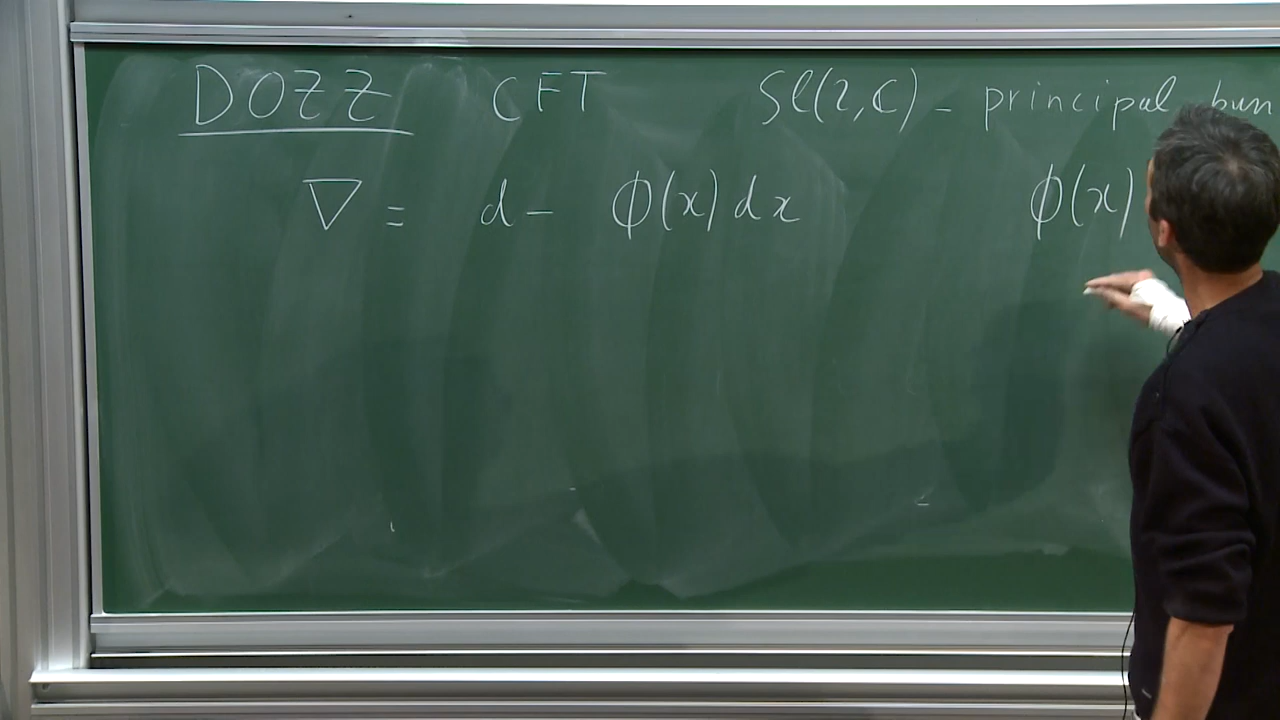 DOZZ CFT Sl(2,ℂ) - principal bun
∇ = d - Φ(x) dx Φ(x)